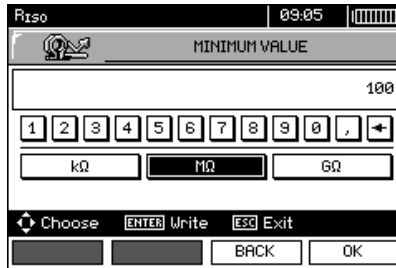 RISO 09:05
MINIMUM VALUE
100
1 2 3 4 5 6 7 8 9 0 ,
kΩ MΩ GΩ
Choose ENTER Write ESC Exit
BACK OK